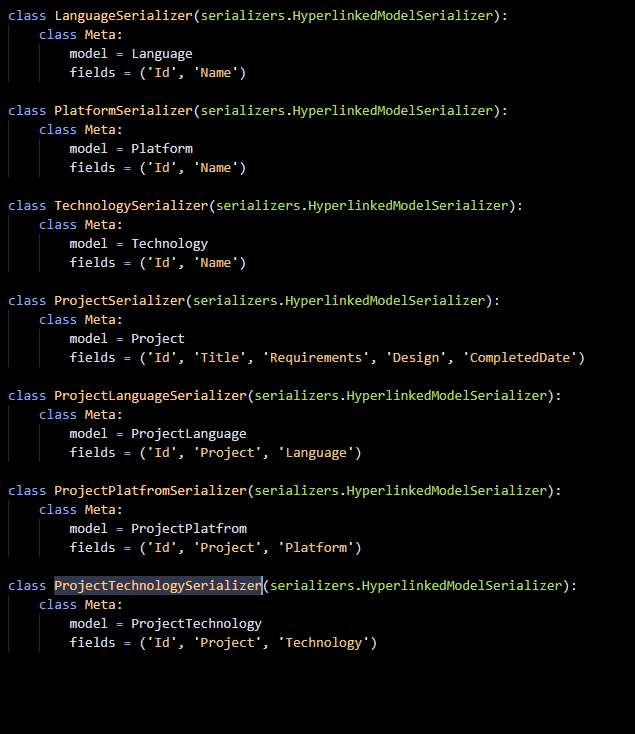 class LanguageSerializer(serializers.HyperlinkedModelSerializer):
    class Meta:
        model = Language
        fields = ('Id', 'Name')
class PlatformSerializer(serializers.HyperlinkedModelSerializer):
    class Meta:
        model = Platform
        fields = ('Id', 'Name')
class TechnologySerializer(serializers.HyperlinkedModelSerializer):
    class Meta:
        model = Technology
        fields = ('Id', 'Name')
class ProjectSerializer(serializers.HyperlinkedModelSerializer):
    class Meta:
        model = Project
        fields = ('Id', 'Title', 'Requirements', 'Design', 'CompletedDate')
class ProjectLanguageSerializer(serializers.HyperlinkedModelSerializer):
    class Meta:
        model = ProjectLanguage
        fields = ('Id', 'Project', 'Language')
class ProjectPlatfromSerializer(serializers.HyperlinkedModelSerializer):
    class Meta:
        model = ProjectPlatfrom
        fields = ('Id', 'Project', 'Platform')
class ProjectTechnologySerializer(serializers.HyperlinkedModelSerializer):
    class Meta:
        model = ProjectTechnology
        fields = ('Id', 'Project', 'Technology')